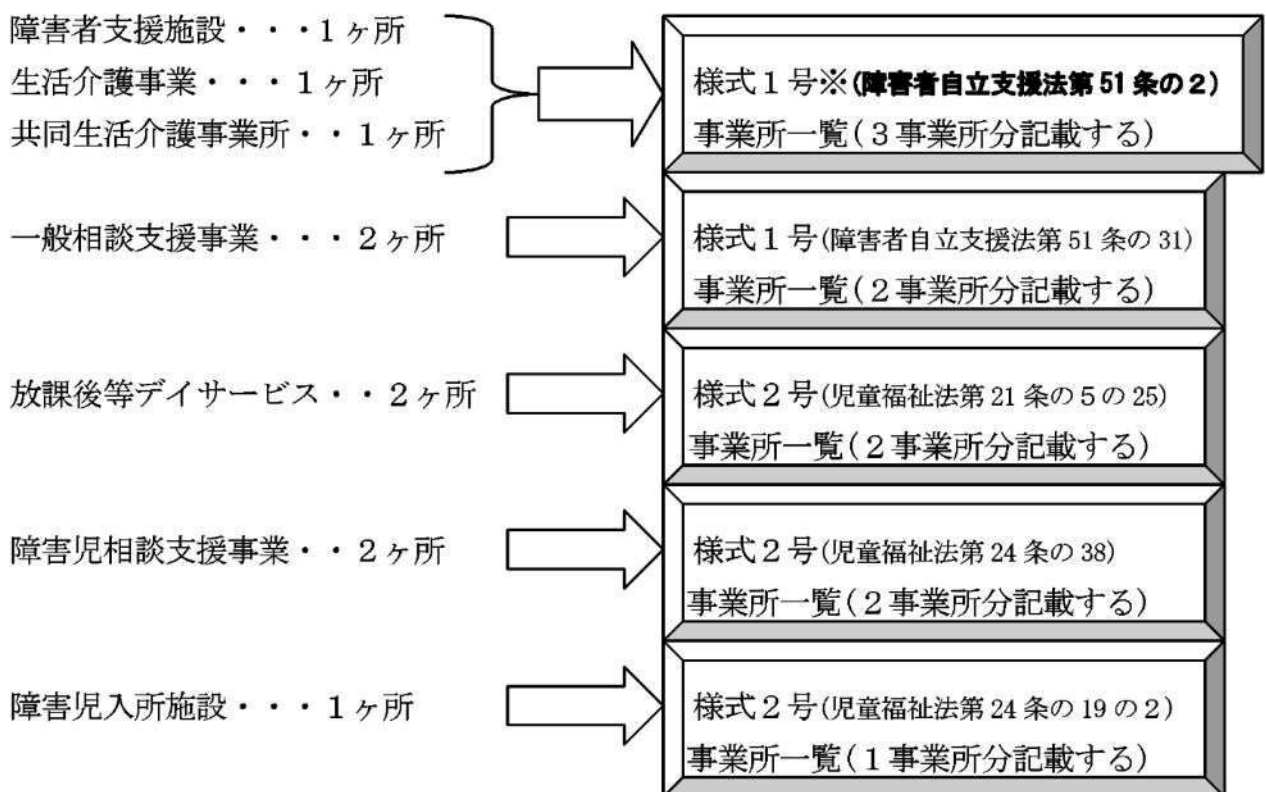 障害者支援施設・・・1ヶ所
生活介護事業・・・1ヶ所
共同生活介護事業所・・1ヶ所
様式1号※(障害者自立支援法第51条の2)
事業所一覧(3事業所分記載する)
一般相談支援事業・・・2ヶ所
様式1号(障害者自立支援法第51条の31)
事業所一覧(2事業所分記載する)
放課後等デイサービス・・2ヶ所
様式2号(児童福祉法第21条の5の25)
事業所一覧(2事業所分記載する)
障害児相談支援事業・・2ヶ所
様式2号(児童福祉法第24条の38)
事業所一覧(2事業所分記載する)
障害児入所施設・・・1ヶ所
様式2号(児童福祉法第24条の19の2)
事業所一覧(1事業所分記載する)